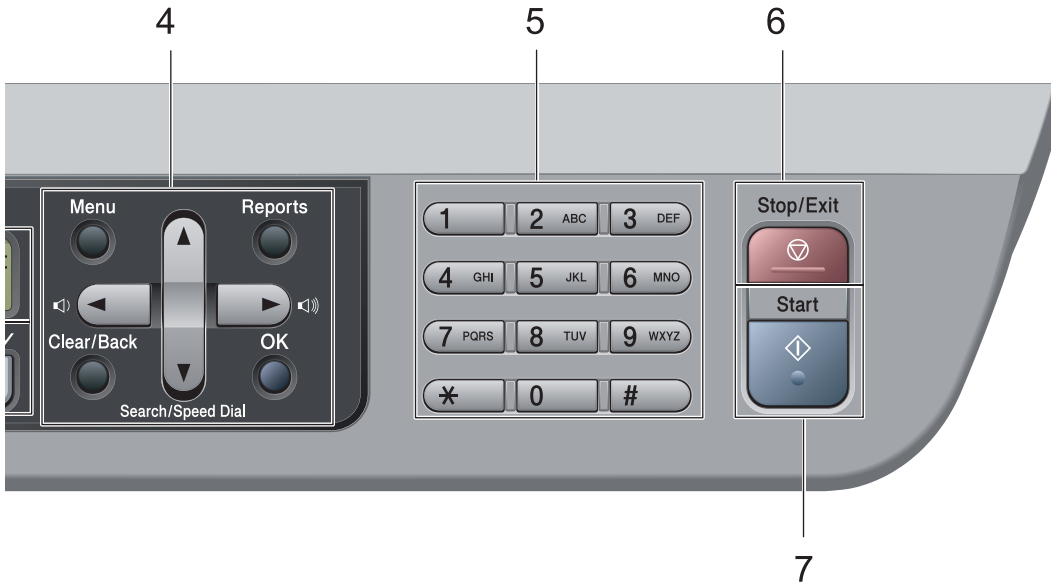 4 5 6
Menu Reports
Clear/Back OK
Search/Speed Dial
1 2 ABC 3 DEF
4 GHI 5 JKL 6 MNO
7 PQRS 8 TUV 9 WXYZ
* 0 #
Stop/Exit
Start
7